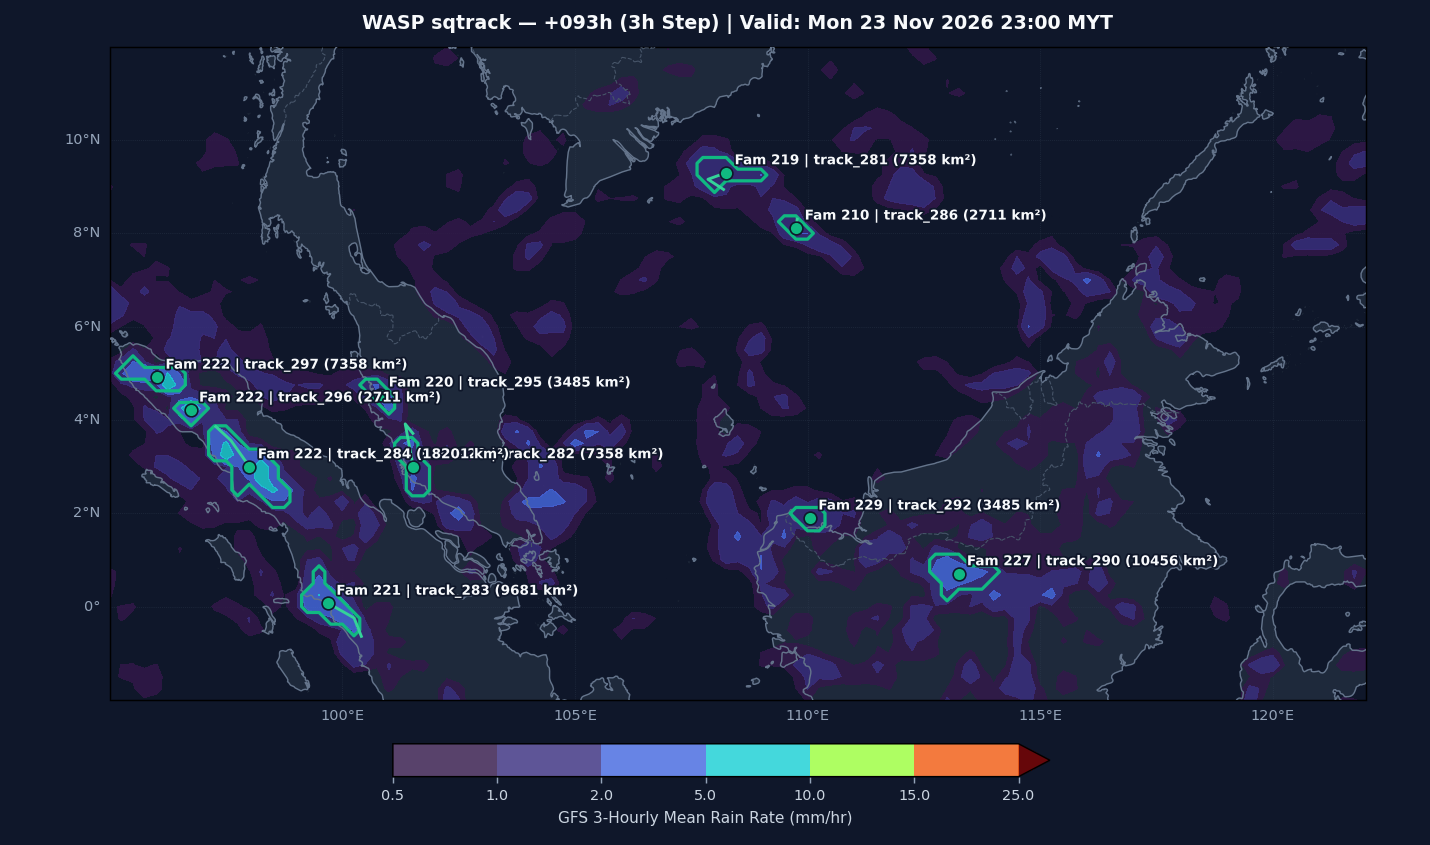 WASP sqtrack — +093h (3h Step) | Valid: Mon 23 Nov 2026 23:00 MYT
10°N
Fam 219 | track_281 (7358 km²)
Fam 210 | track_286 (2711 km²)
8°N
6°N
Fam 222 | track_297 (7358 km²)
Fam 220 | track_295 (3485 km²)
Fam 222 | track_296 (2711 km²)
4°N
Fam 222 | track_284 (18201
track_282 (7358 km²)
2°N
Fam 229 | track_292 (3485 km²)
Fam 227 | track_290 (10456 km²)
Fam 221 | track_283 (9681 km²)
0°
100°E 105°E 110°E 115°E 120°E
0.5 1.0 2.0 5.0 10.0 15.0 25.0
GFS 3-Hourly Mean Rain Rate (mm/hr)